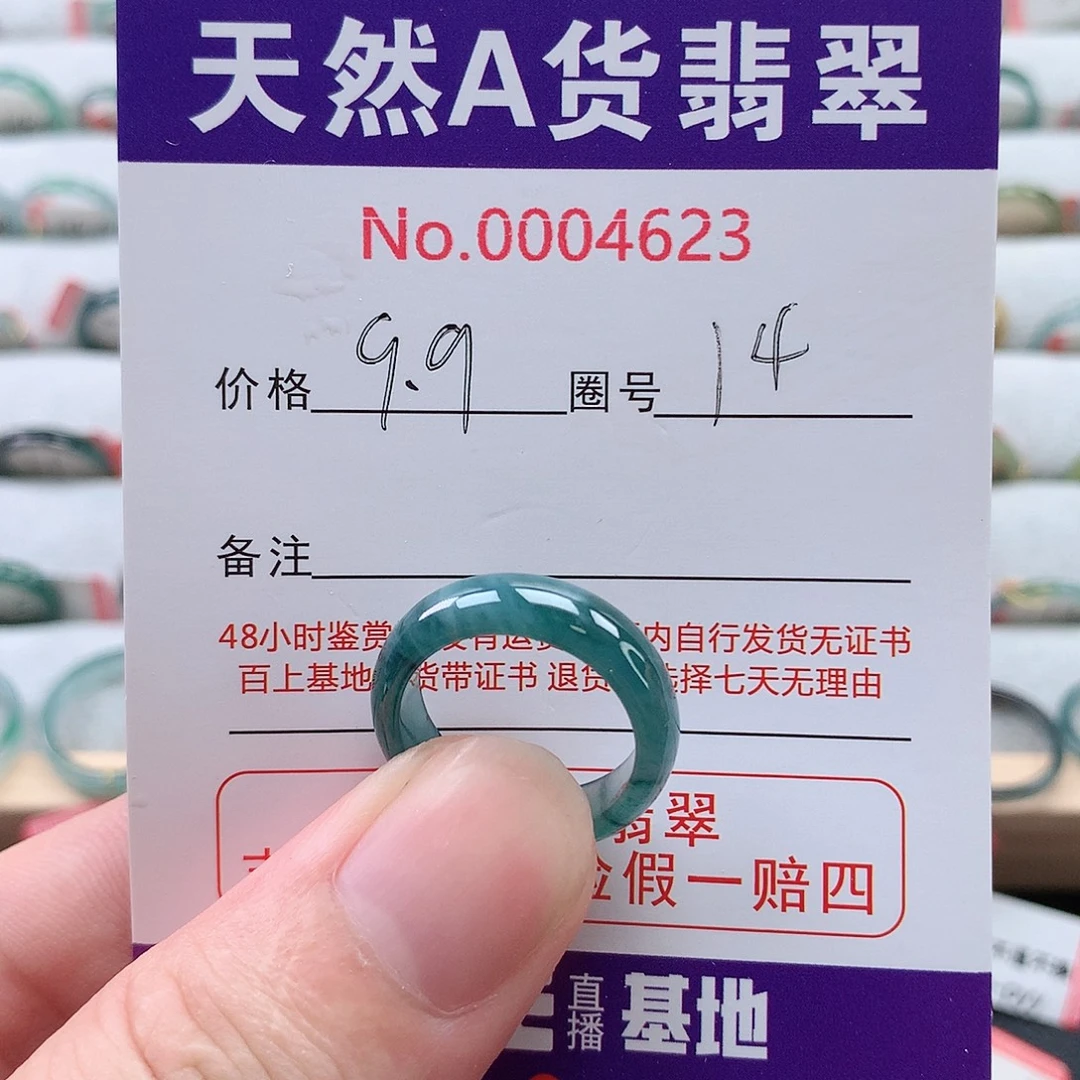 天然A货翡翠
No.0004623
价格 9.9 圈号 14
备注
48小时鉴赏 内自行发货无证书
百上基地 货带证书 退货 选择七天无理由
翡翠
假一赔四
直播 基地